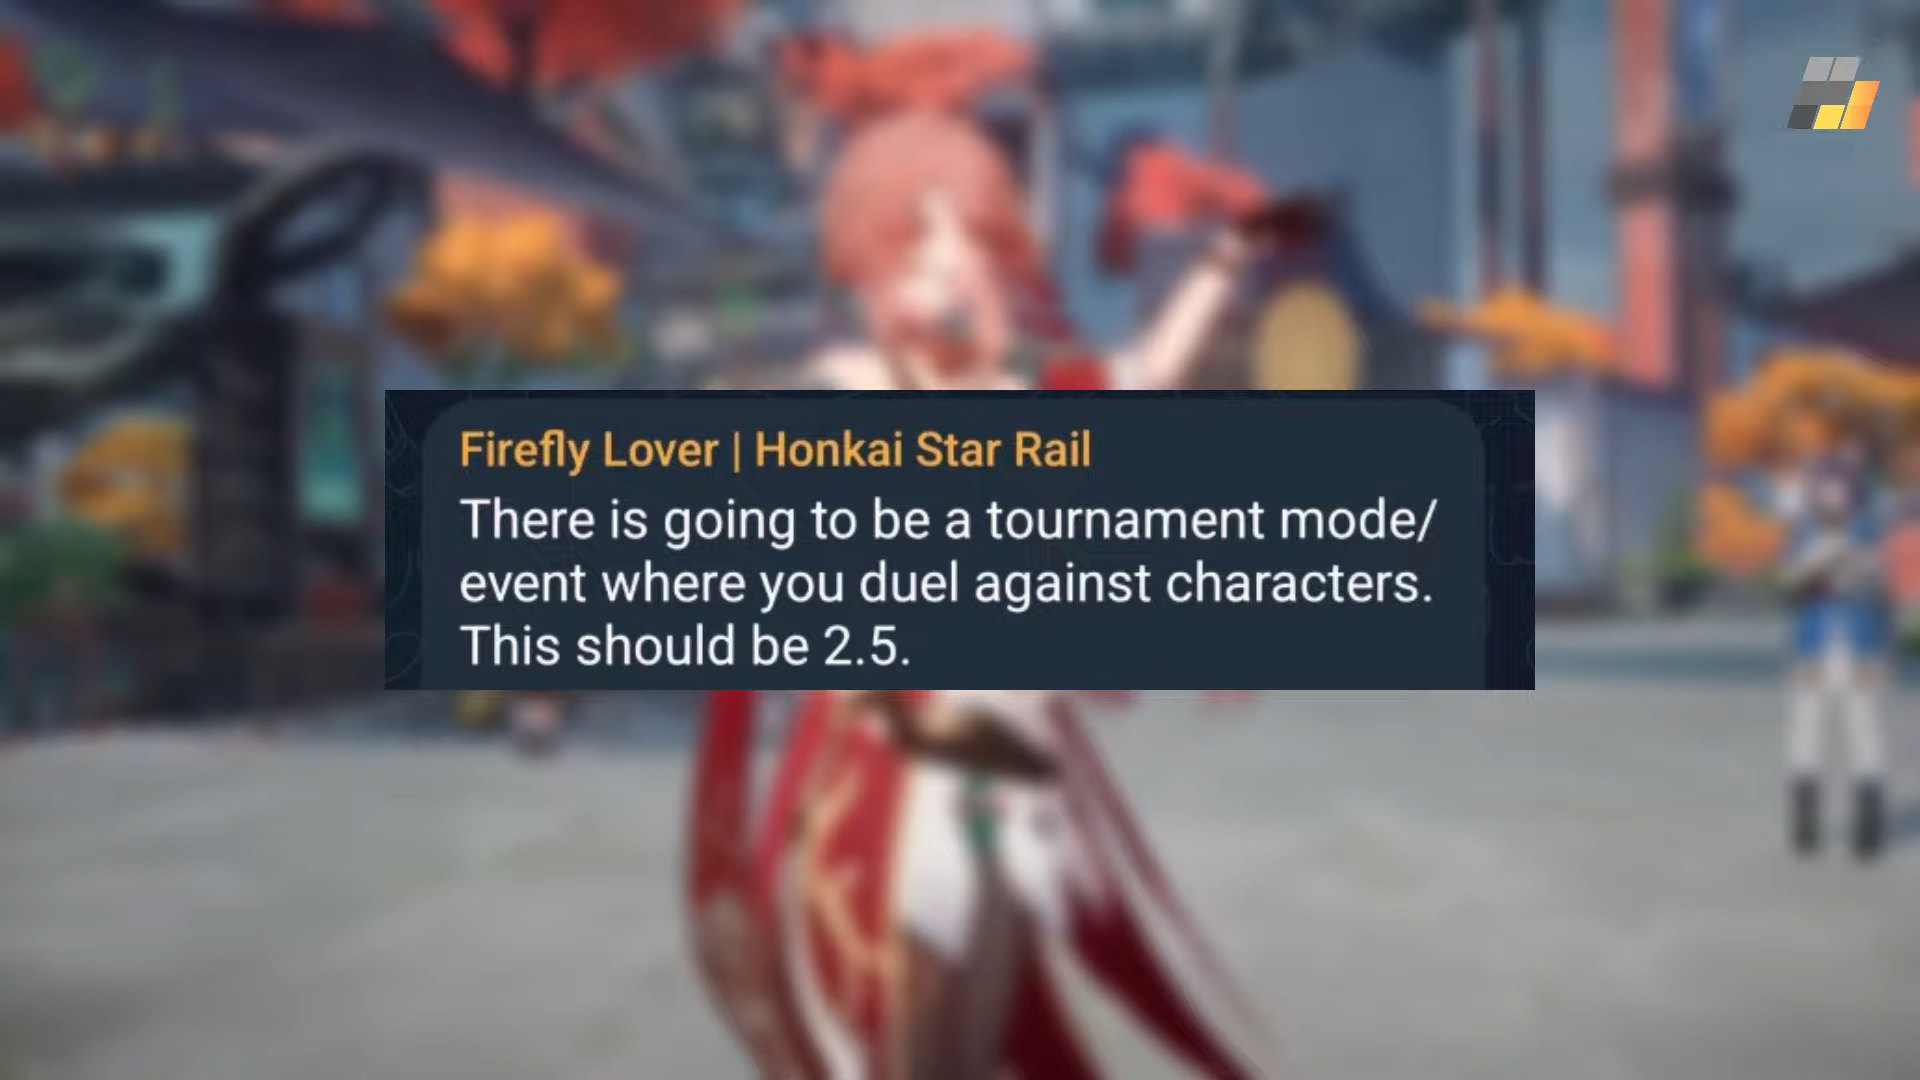 Firefly Lover | Honkai Star Rail
There is going to be a tournament mode/
event where you duel against characters.
This should be 2.5.